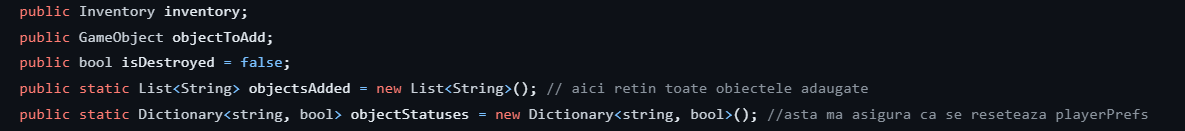 public Inventory inventory;
public GameObject objectToAdd;
public bool isDestroyed = false;
public static List<String> objectsAdded = new List<String>(); // aici retin toate obiectele adaugate
public static Dictionary<string, bool> objectStatuses = new Dictionary<string, bool>(); //asta ma asigura ca se reseteaza playerPrefs